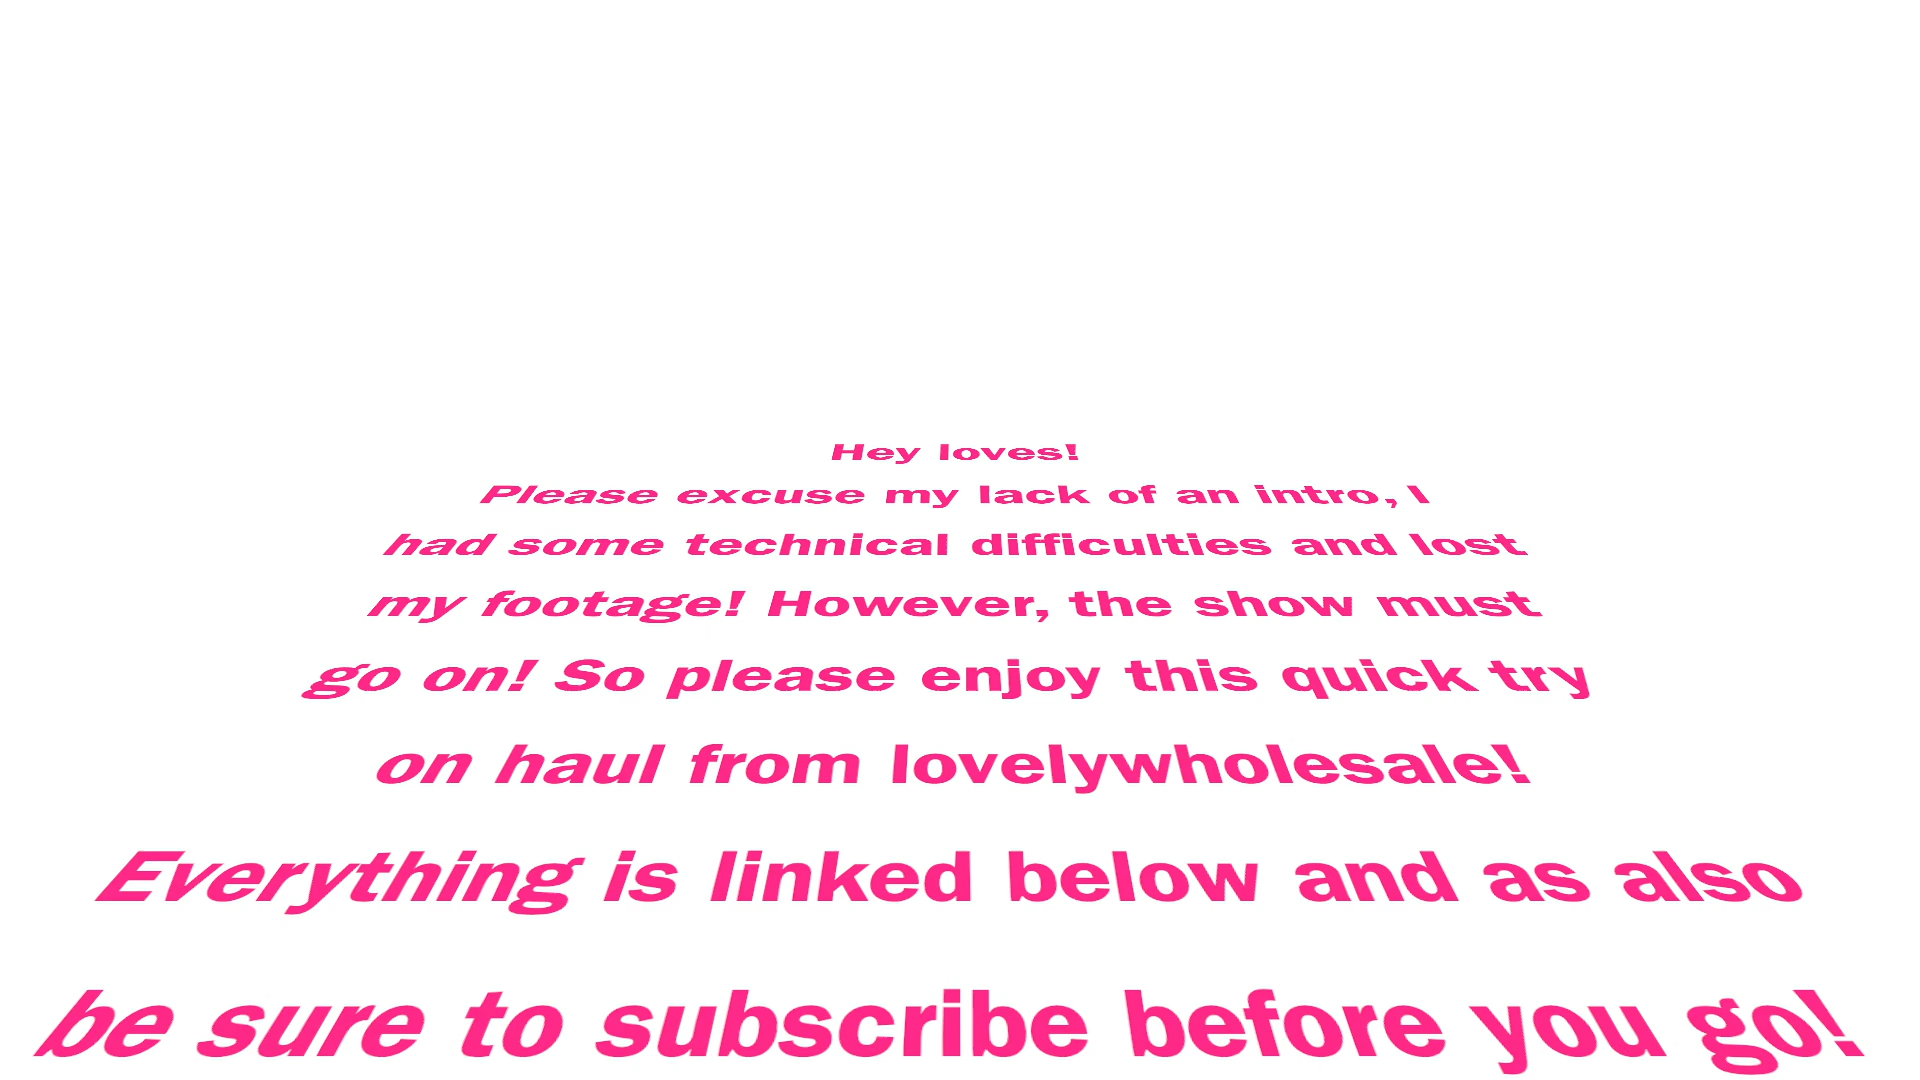 Hey loves!
Please excuse my lack of an intro, I
had some technical difficulties and lost
my footage! However, the show must
go on! So please enjoy this quick try
on haul from lovelywholesale!
Everything is linked below and as also
be sure to subscribe before you go!